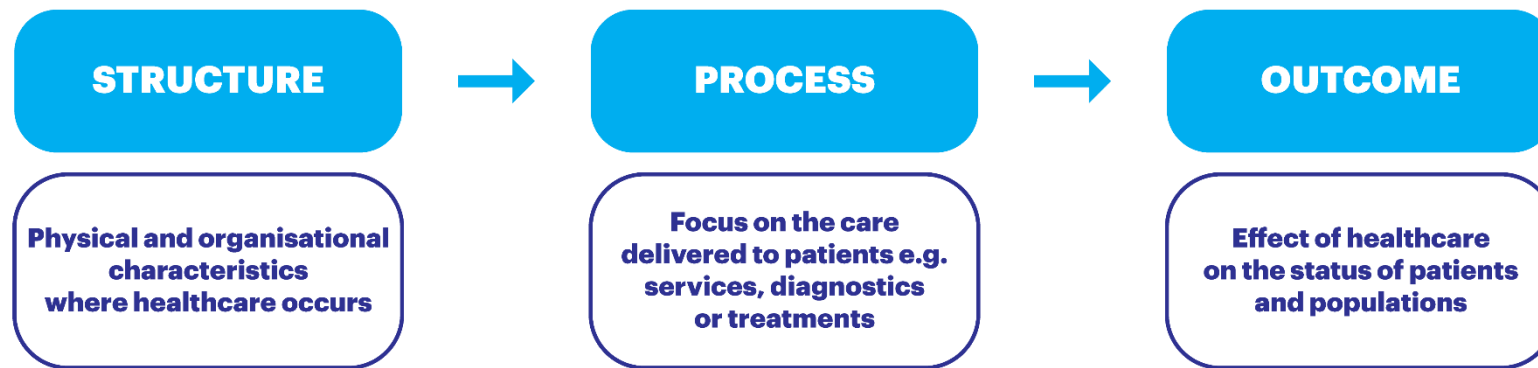 STRUCTURE
PROCESS
OUTCOME
Physical and organisational
characteristics
where healthcare occurs
Focus on the care
delivered to patients e.g.
services, diagnostics
or treatments
Effect of healthcare
on the status of patients
and populations